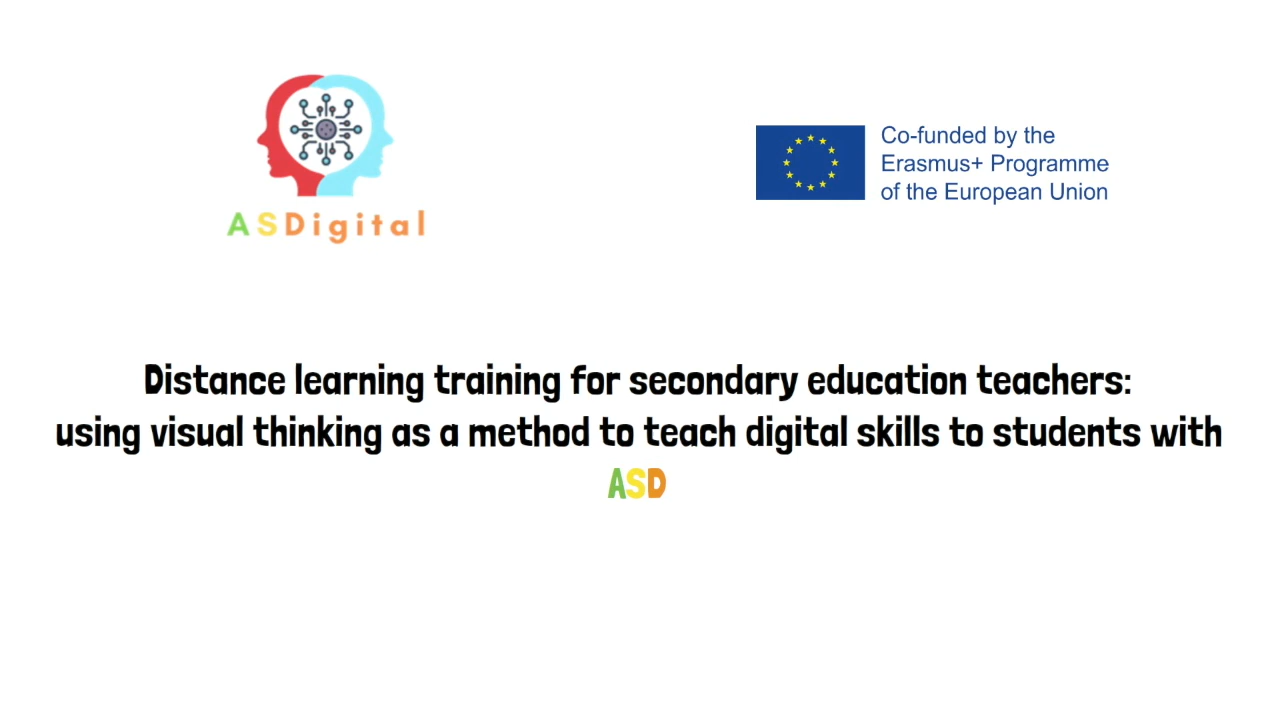 ASDigital
Co-funded by the
Erasmus+ Programme
of the European Union
Distance learning training for secondary education teachers:
using visual thinking as a method to teach digital skills to students with
ASD